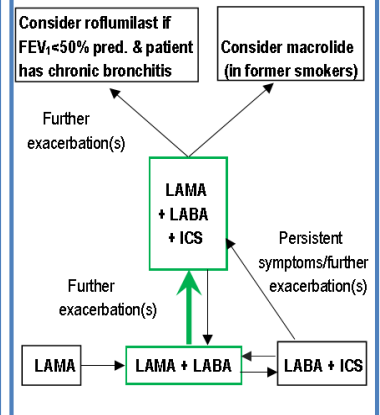 Consider roflumilast if
FEV₁<50% pred. & patient
has chronic bronchitis
Consider macrolide
(in former smokers)
Further
exacerbation(s)
LAMA
+ LABA
+ ICS
Persistent
symptoms/further
exacerbation(s)
Further
exacerbation(s)
LAMA
LAMA + LABA
LABA + ICS